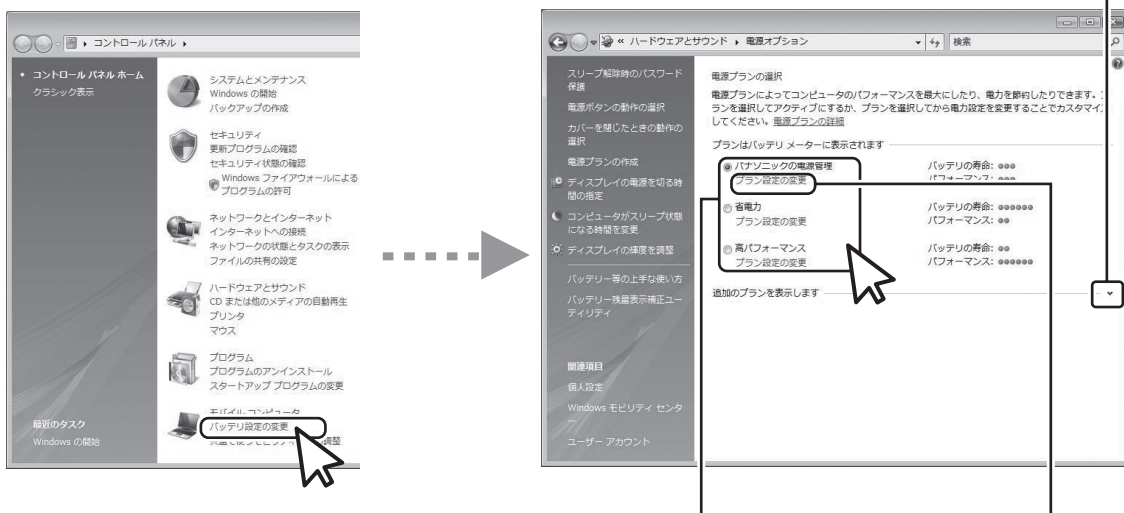 コントロール パネル
コントロール パネル ホーム
クラシック表示
システムとメンテナンス
Windows の開始
バックアップの作成
セキュリティ
更新プログラムの確認
セキュリティ状態の確認
Windows ファイアウォールによる
プログラムの許可
ネットワークとインターネット
インターネットへの接続
ネットワークの状態とタスクの表示
ファイルの共有の設定
ハードウェアとサウンド
CD または他のメディアの自動再生
プリンタ
マウス
プログラム
プログラムのアンインストール
スタートアップ プログラムの変更
モバイル コンピュータ
バッテリ設定の変更
調整
最近のタスク
Windows の開始
« ハードウェアとサウンド 電源オプション
検索
スリープ解除時のパスワード
保護
電源ボタンの動作の選択
カバーを閉じたときの動作の
選択
電源プランの作成
ディスプレイの電源を切る時
間の指定
コンピュータがスリープ状態
になる時間を変更
ディスプレイの輝度を調整
バッテリー等の上手な使い方
バッテリー残量表示補正ユー
ティリティ
関連項目
個人設定
Windows モビリティ センタ
ー
ユーザー アカウント
電源プランの選択
電源プランによってコンピュータのパフォーマンスを最大にしたり、電力を節約したりできます。
ランを選択してアクティブにするか、プランを選択してから電力設定を変更することでカスタマイ
してください。電源プランの詳細
プランはバッテリ メーターに表示されます
パナソニックの電源管理
プラン設定の変更
バッテリの寿命:
パフォーマンス:
省電力
プラン設定の変更
バッテリの寿命:
パフォーマンス:
高パフォーマンス
プラン設定の変更
バッテリの寿命:
パフォーマンス:
追加のプランを表示します